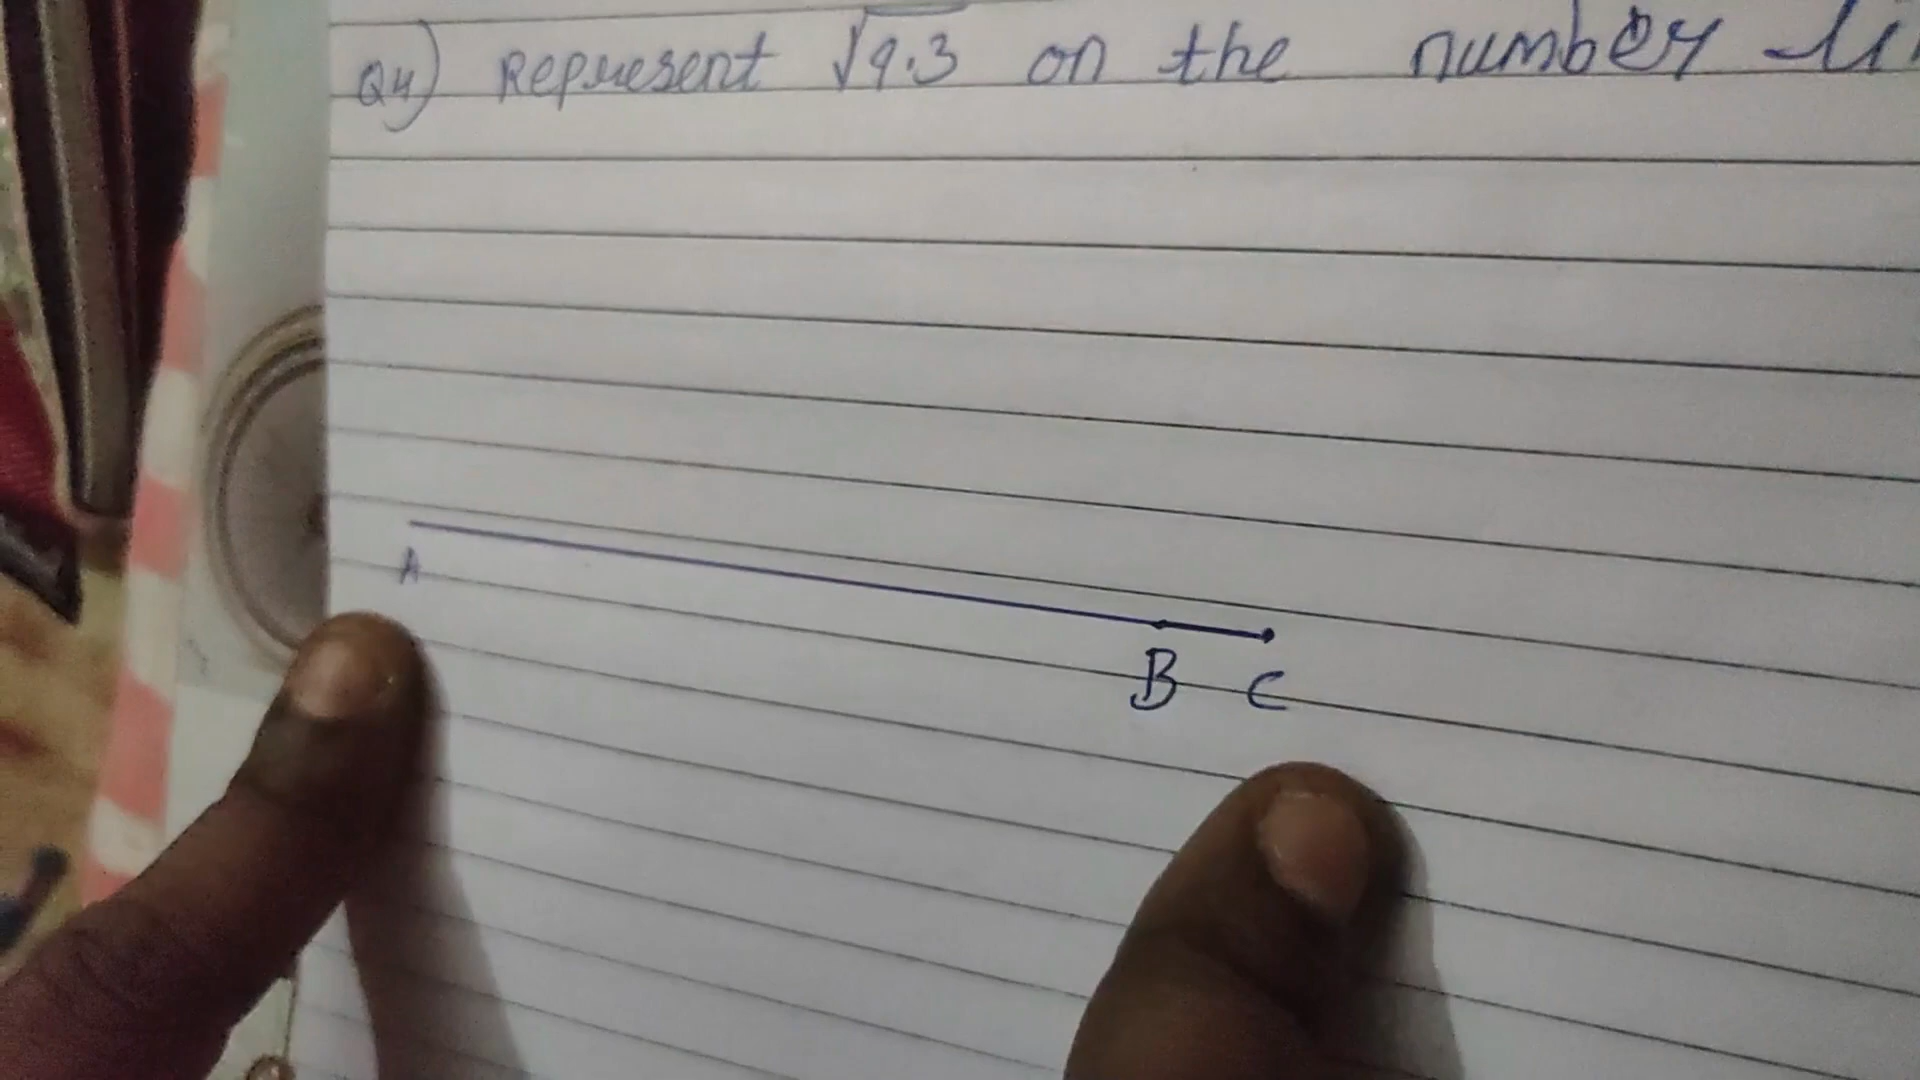 Q4) Represent √9.3 on the number
A
B C